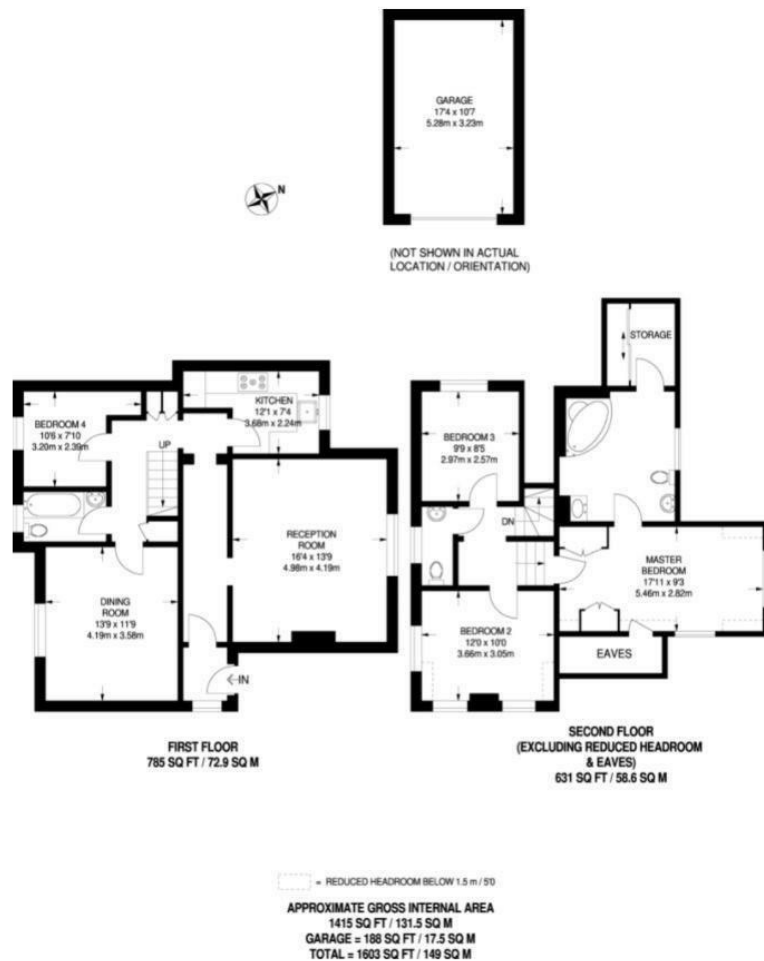 GARAGE
17'4 x 10'7
5.28m x 3.23m
N
(NOT SHOWN IN ACTUAL
LOCATION / ORIENTATION)
BEDROOM 4
10'6 x 7'10
3.20m x 2.39m
UP
KITCHEN
12'1 x 7'4
3.68m x 2.24m
RECEPTION
ROOM
16'4 x 13'9
4.98m x 4.19m
DINING
ROOM
13'9 x 11'9
4.19m x 3.58m
IN
FIRST FLOOR
785 SQ FT / 72.9 SQ M
STORAGE
BEDROOM 3
9'9 x 8'5
2.97m x 2.57m
DN
MASTER
BEDROOM
17'11 x 9'3
5.46m x 2.82m
BEDROOM 2
12'0 x 10'0
3.66m x 3.05m
EAVES
SECOND FLOOR
(EXCLUDING REDUCED HEADROOM
& EAVES)
631 SQ FT / 58.6 SQ M
= REDUCED HEADROOM BELOW 1.5 m / 5'0
APPROXIMATE GROSS INTERNAL AREA
1415 SQ FT / 131.5 SQ M
GARAGE = 188 SQ FT / 17.5 SQ M
TOTAL = 1603 SQ FT / 149 SQ M